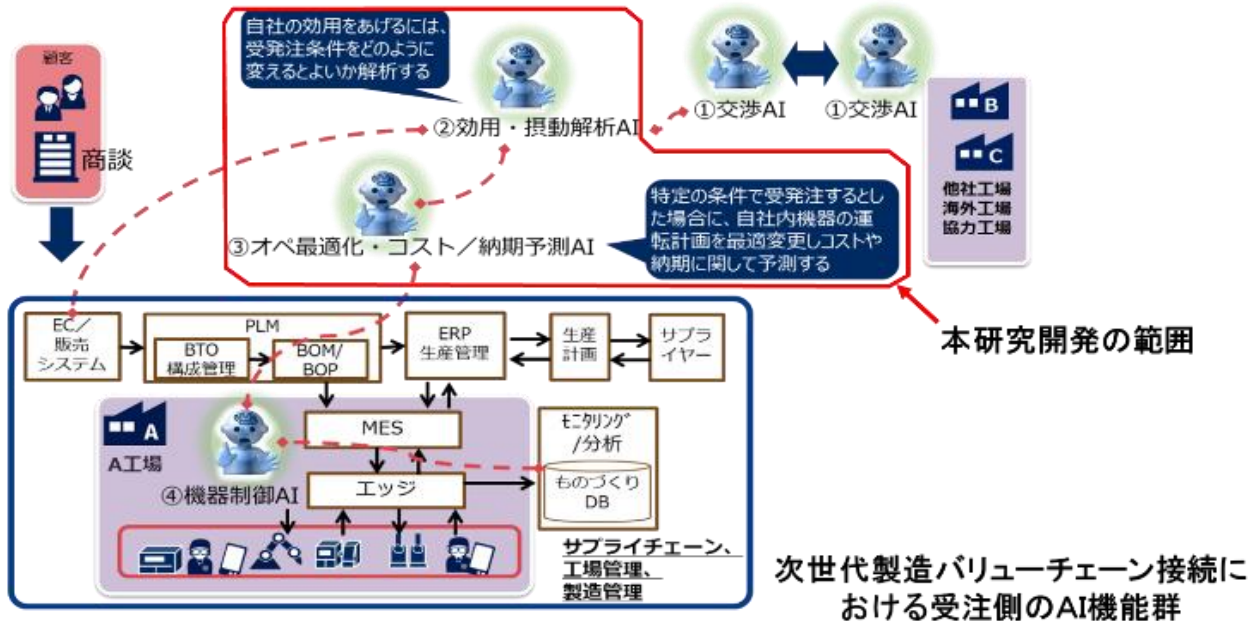 顧客
商談
自社の効用をあげるには、
受発注条件をどのように
変えるとよいか解析する
②効用・摂動解析AI
①交渉AI
①交渉AI
B
C
他社工場
海外工場
協力工場
③オペ最適化・コスト／納期予測AI
特定の条件で受発注するとし
た場合に、自社内機器の運
転計画を最適変更しコストや
納期に関して予測する
本研究開発の範囲
EC／
販売
システム
PLM
BTO
構成管理
BOM/
BOP
ERP
生産管理
生産
計画
サプラ
イヤー
A
A工場
④機器制御AI
MES
エッジ
ﾓﾆﾀﾘﾝｸﾞ
/分析
ものづくり
DB
サプライチェーン、
工場管理、
製造管理
次世代製造バリューチェーン接続に
おける受注側のAI機能群